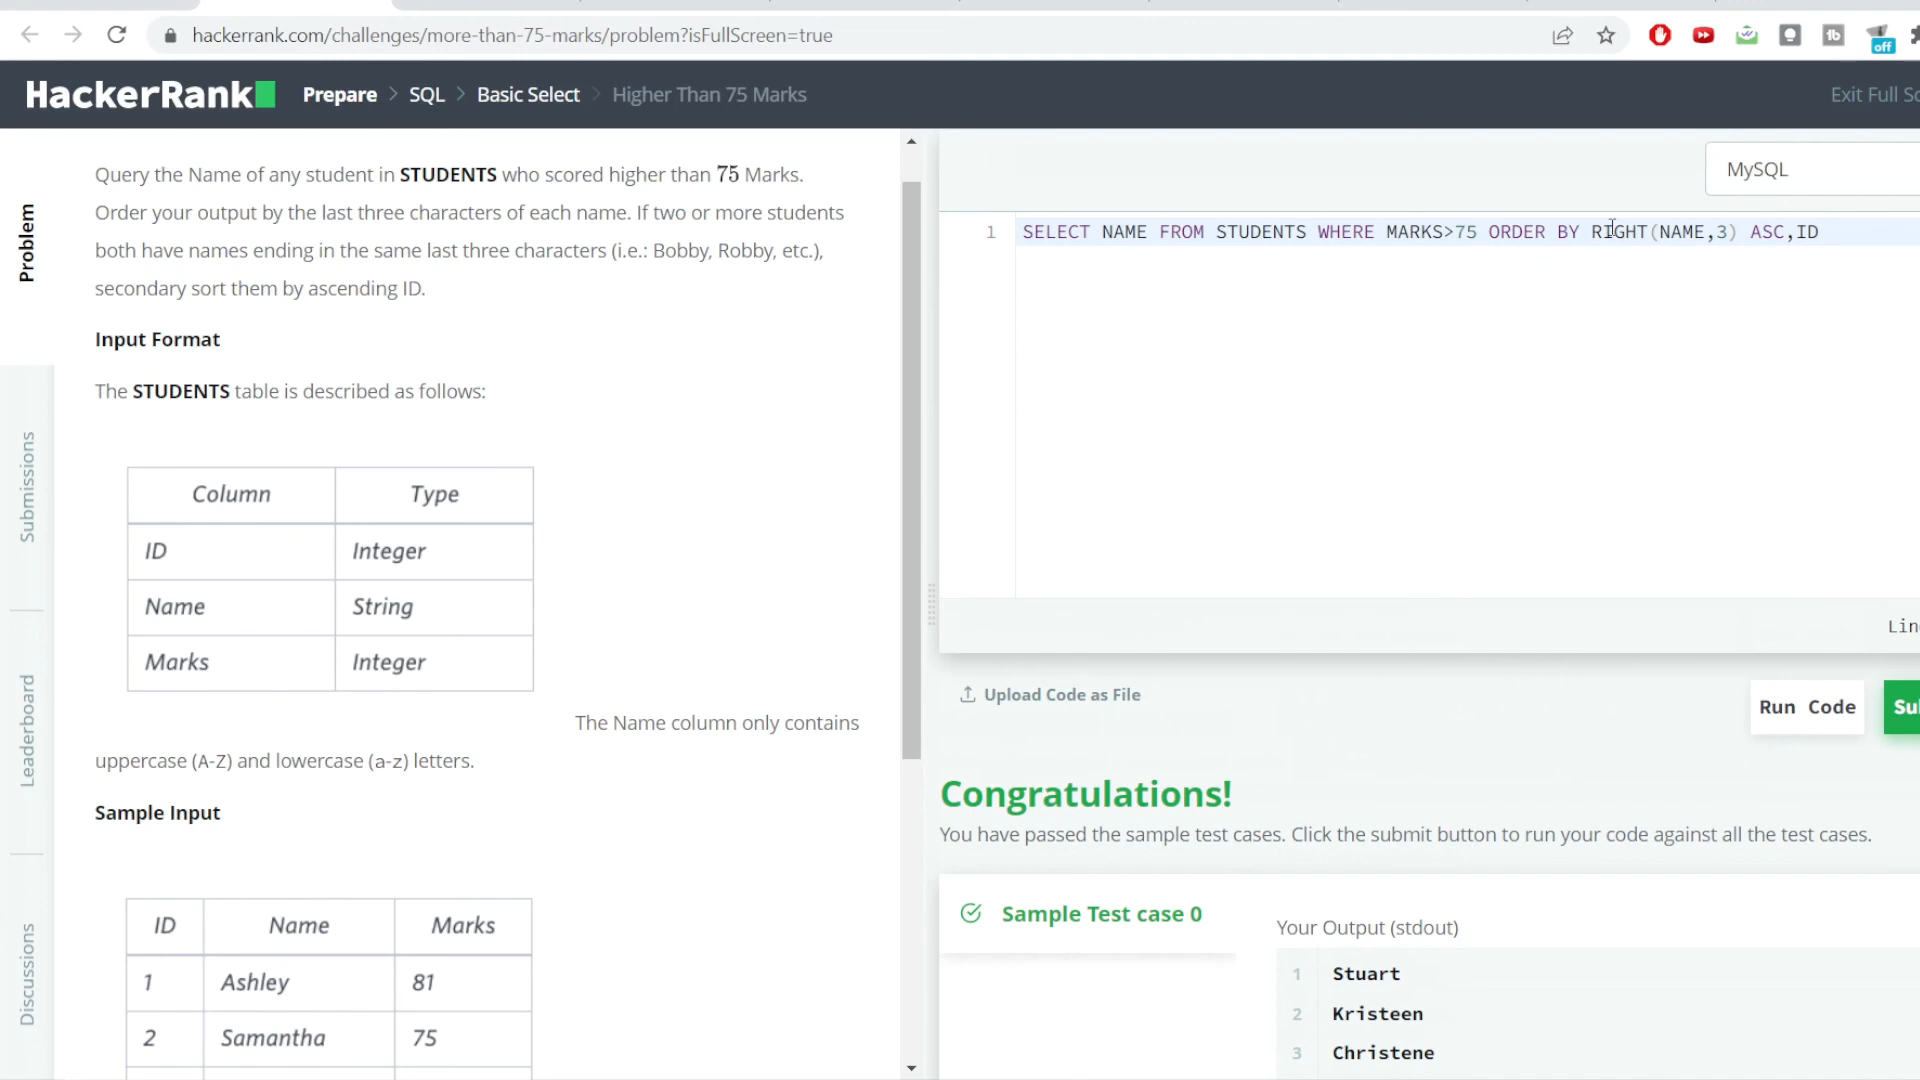 hackerrank.com/challenges/more-than-75-marks/problem?isFullScreen=true
off
HackerRank Prepare > SQL > Basic Select > Higher Than 75 Marks
Exit Full Sc
Problem
Submissions
Leaderboard
Discussions
Query the Name of any student in STUDENTS who scored higher than 75 Marks.
Order your output by the last three characters of each name. If two or more students
both have names ending in the same last three characters (i.e.: Bobby, Robby, etc.),
secondary sort them by ascending ID.
Input Format
The STUDENTS table is described as follows:
Column Type
ID Integer
Name String
Marks Integer
The Name column only contains
uppercase (A-Z) and lowercase (a-z) letters.
Sample Input
ID Name Marks
1 Ashley 81
2 Samantha 75
MySQL
1 SELECT NAME FROM STUDENTS WHERE MARKS>75 ORDER BY RIGHT(NAME,3) ASC,ID
Lin
Upload Code as File
Run Code
Sul
Congratulations!
You have passed the sample test cases. Click the submit button to run your code against all the test cases.
Sample Test case 0
Your Output (stdout)
1 Stuart
2 Kristeen
3 Christene